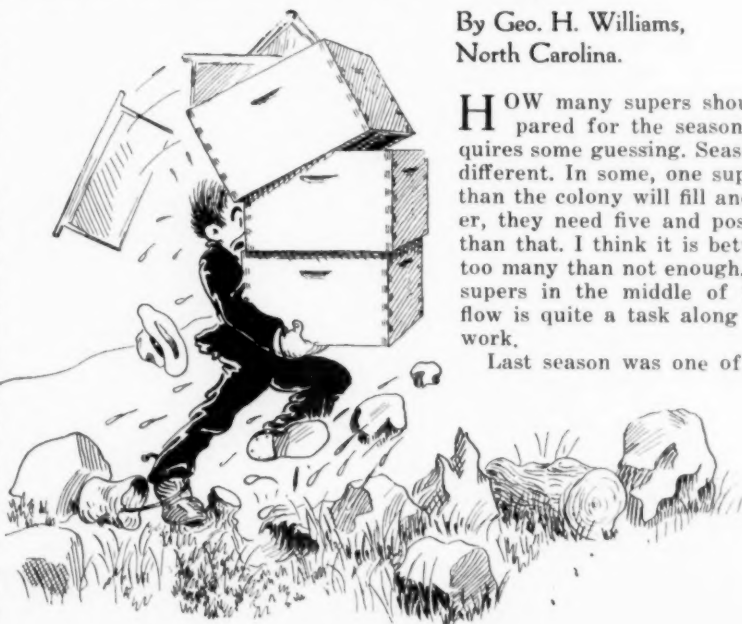 By Geo. H. Williams,
North Carolina.
HOW many supers shou
pared for the season
quires some guessing. Seas
different. In some, one sup
than the colony will fill and
er, they need five and pos
than that. I think it is bet
too many than not enough,
supers in the middle of
flow is quite a task along
work.
Last season was one of